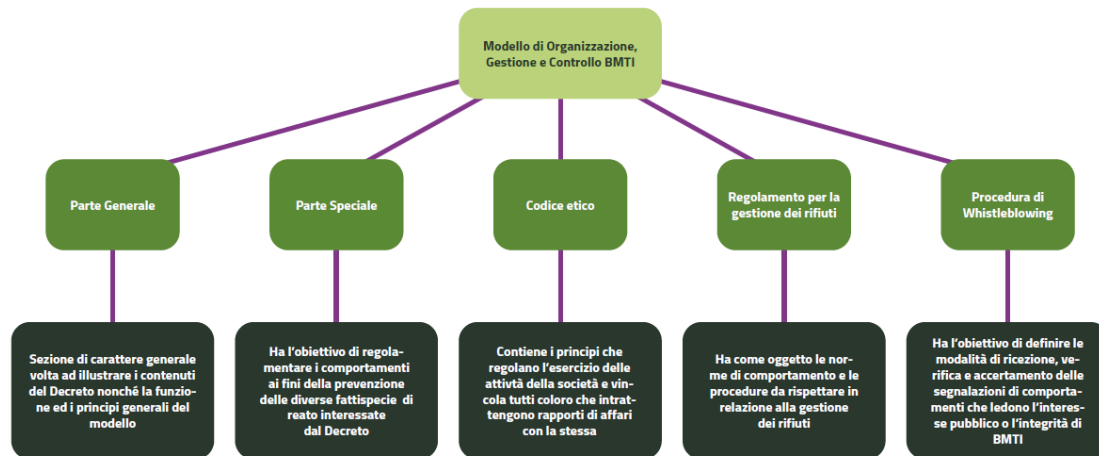 Modello di Organizzazione,
Gestione e Controllo BMTI
Parte Generale
Parte Speciale
Codice etico
Regolamento per la
gestione dei rifiuti
Procedura di
Whistleblowing
Sezione di carattere generale
volta ad illustrare i contenuti
del Decreto nonché la funzio-
ne ed i principi generali del
modello
Ha l'obiettivo di regola-
mentare i comportamenti
ai fini della prevenzione
delle diverse fattispecie di
reato interessate
dal Decreto
Contiene i principi che
regolano l'esercizio delle
attivtà della società e vin-
cola tutti coloro che intrat-
tengono rapporti di affari
con la stessa
Ha come oggetto le nor-
me di comportamento e le
procedure da rispettare in
relazione alla gestione
dei rifiuti
Ha l'obiettivo di definire le
modalità di ricezione, ve-
rifica e accertamento delle
segnalazioni di comporta-
menti che ledono l'interes-
se pubblico o l'integrità di
BMTI